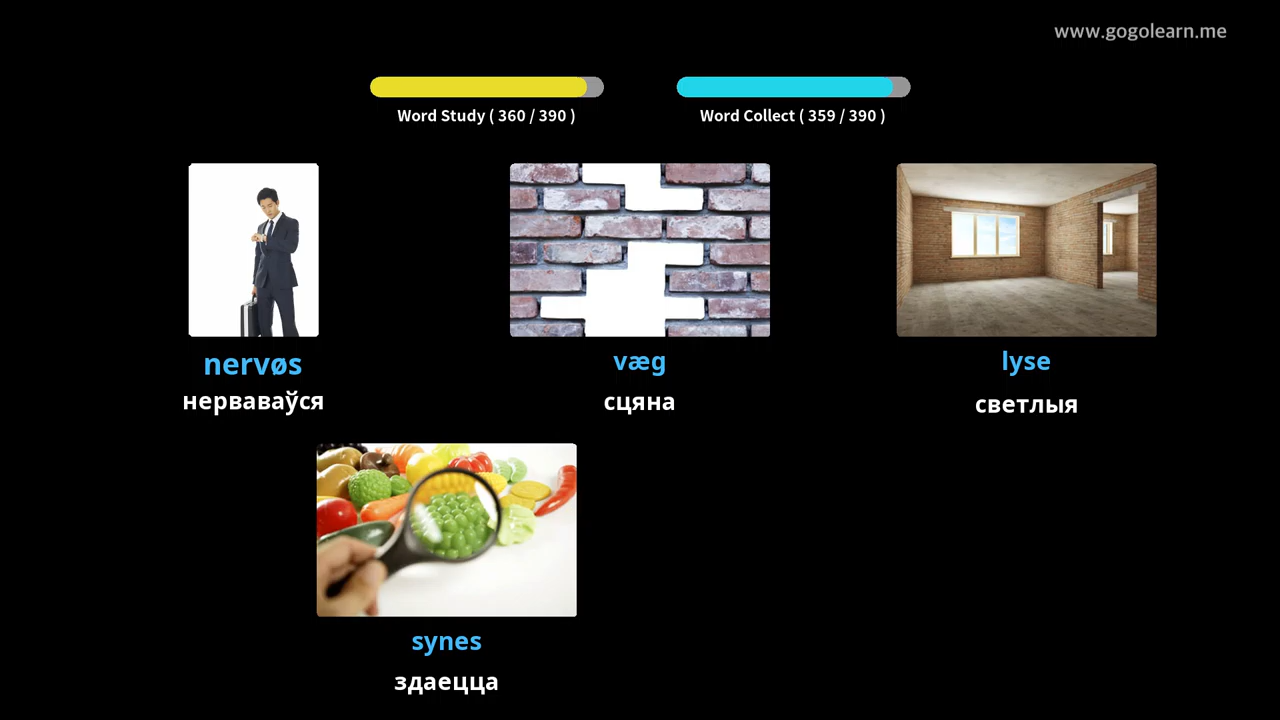 www.gogolearn.me
Word Study ( 360 / 390 )
Word Collect ( 359 / 390 )
nervøs
нерваваўся
væg
сцяна
lyse
светлыя
synes
здаецца